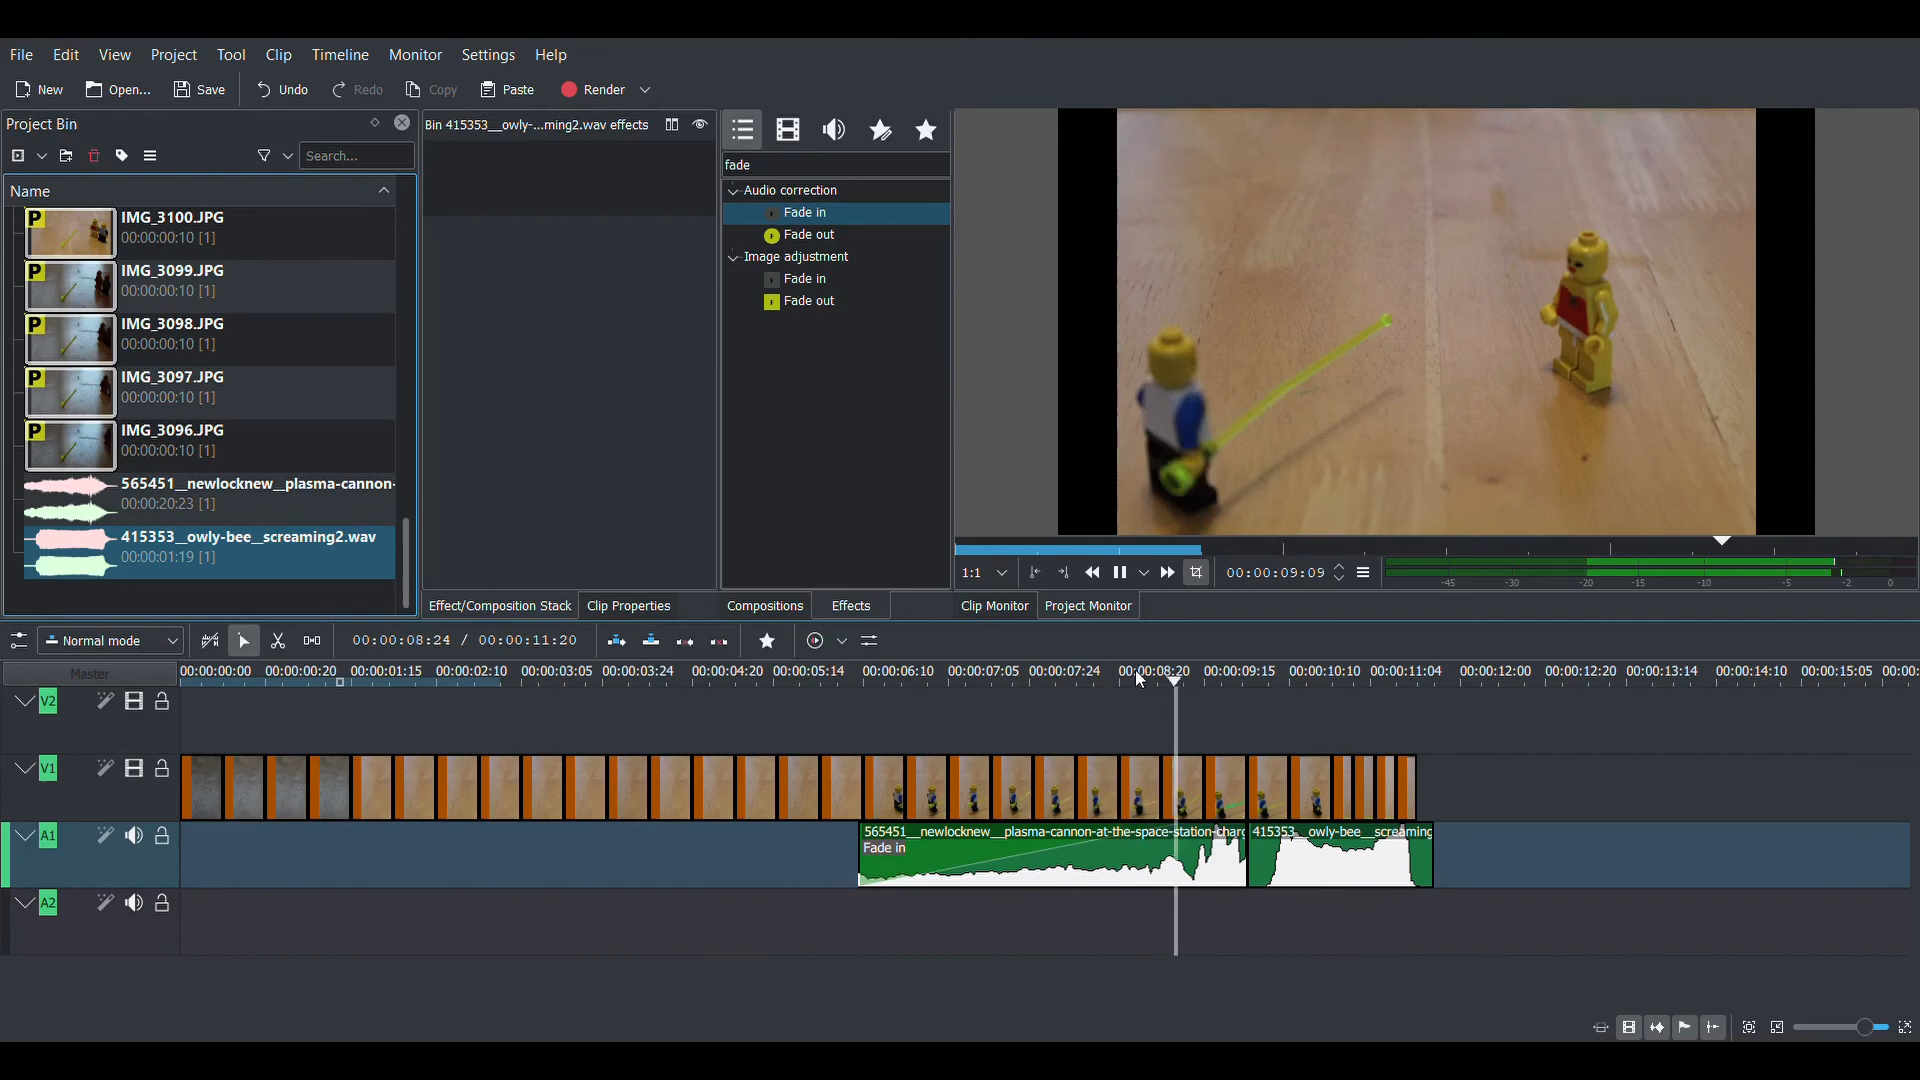 File Edit View Project Tool Clip Timeline Monitor Settings Help
New Open... Save Undo Redo Copy Paste Render
Project Bin
Search...
Name
P IMG_3100.JPG
00:00:00:10 [1]
P IMG_3099.JPG
00:00:00:10 [1]
P IMG_3098.JPG
00:00:00:10 [1]
P IMG_3097.JPG
00:00:00:10 [1]
P IMG_3096.JPG
00:00:00:10 [1]
565451__newlocknew__plasma-cannon-
00:00:20:23 [1]
415353__owly-bee__screaming2.wav
00:00:01:19 [1]
Bin 415353__owly-...ming2.wav effects
fade
Audio correction
Fade in
Fade out
Image adjustment
Fade in
Fade out
1:1 00:00:09:09 -45 -30 -20 -15 -10 -5 -2 0
Effect/Composition Stack Clip Properties Compositions Effects Clip Monitor Project Monitor
Normal mode 00:00:08:24 / 00:00:11:20
Master 00:00:00:00 00:00:00:20 00:00:01:15 00:00:02:10 00:00:03:05 00:00:03:24 00:00:04:20 00:00:05:14 00:00:06:10 00:00:07:05 00:00:07:24 00:00:08:20 00:00:09:15 00:00:10:10 00:00:11:04 00:00:12:00 00:00:12:20 00:00:13:14 00:00:14:10 00:00:15:05 00:00:
V2
V1
A1 565451__newlocknew__plasma-cannon-at-the-space-station-charg 415353__owly-bee__screaming
Fade in
A2